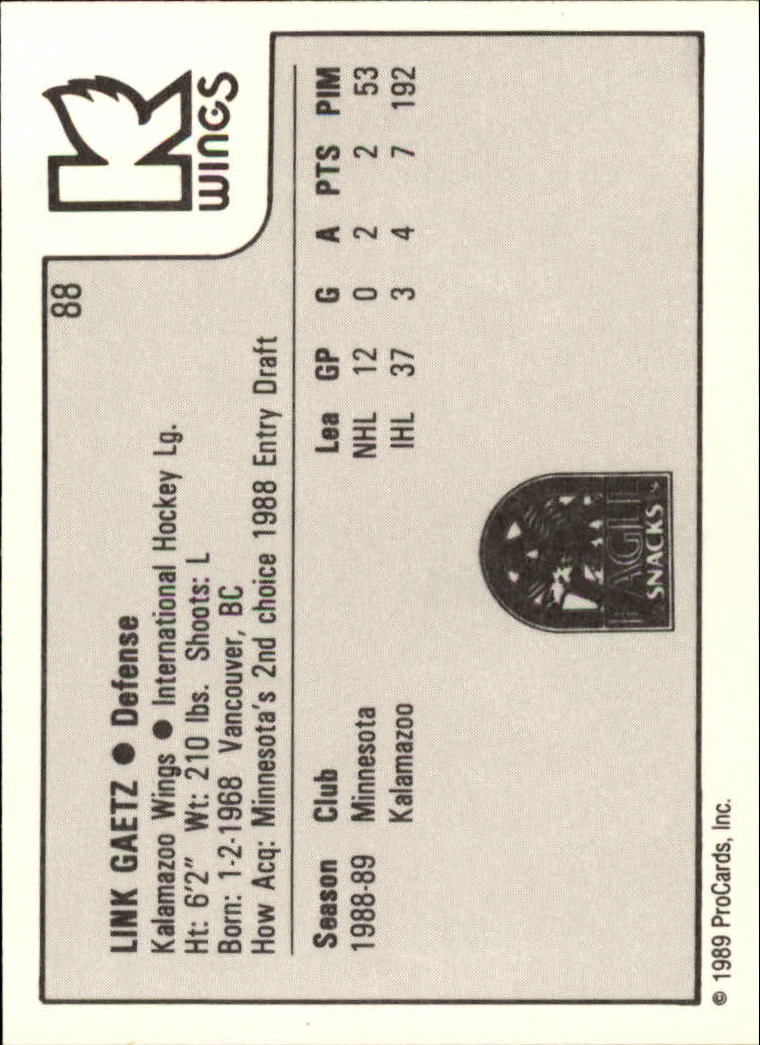 K
WINGS
88
LINK GAETZ ● Defense
Kalamazoo Wings ● International Hockey Lg.
Ht: 6'2" Wt: 210 lbs. Shoots: L
Born: 1-2-1968 Vancouver, BC
How Acq: Minnesota's 2nd choice 1988 Entry Draft
Season Club Lea GP G A PTS PIM
1988-89 Minnesota NHL 12 0 2 2 53
Kalamazoo IHL 37 3 4 7 192
EAGLE
SNACKS
© 1989 ProCards, Inc.